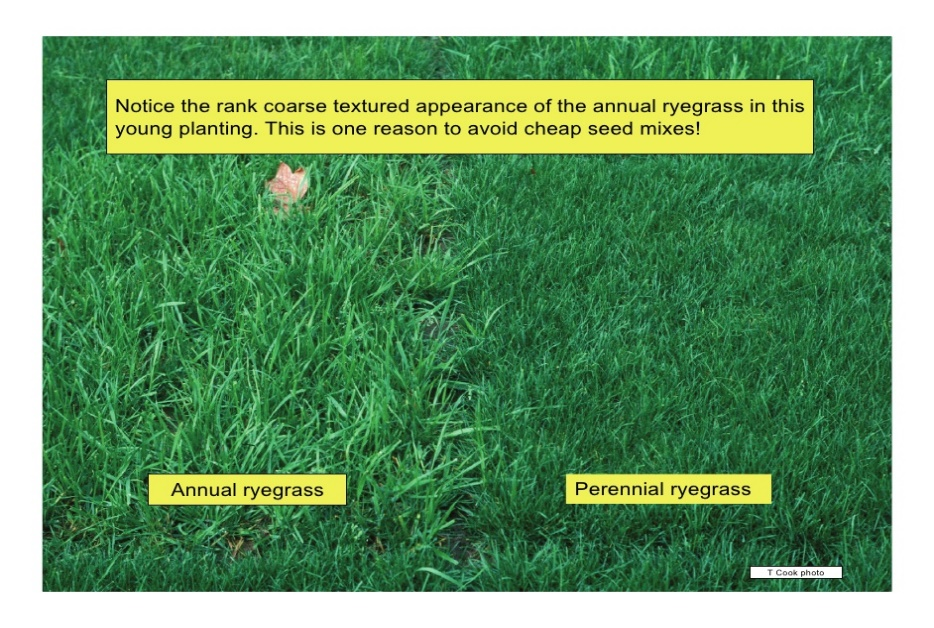 Notice the rank coarse textured appearance of the annual ryegrass in this
young planting. This is one reason to avoid cheap seed mixes!
Annual ryegrass
Perennial ryegrass
T Cook photo